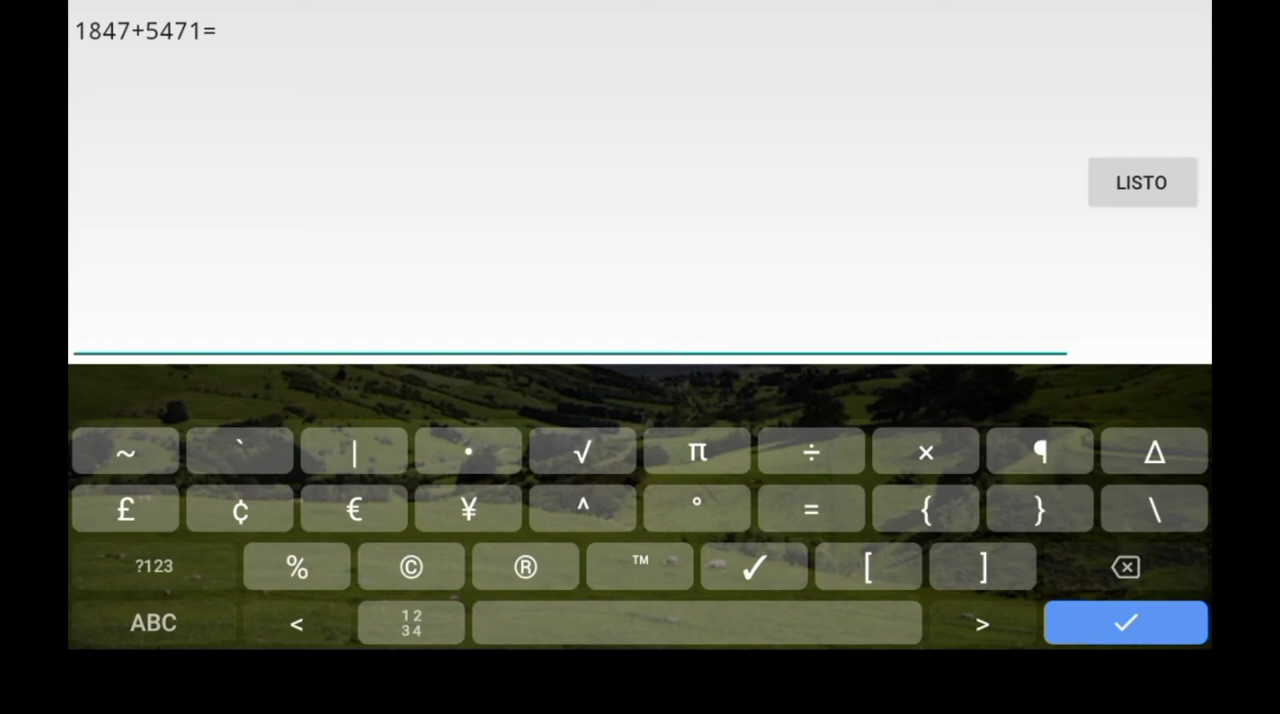 1847+5471=
LISTO
~ ` | • √ π ÷ × ¶ Δ
£ ¢ € ¥ ^ ° = { } \
?123 % © ® ™ ✓ [ ]
ABC < 12 >
34